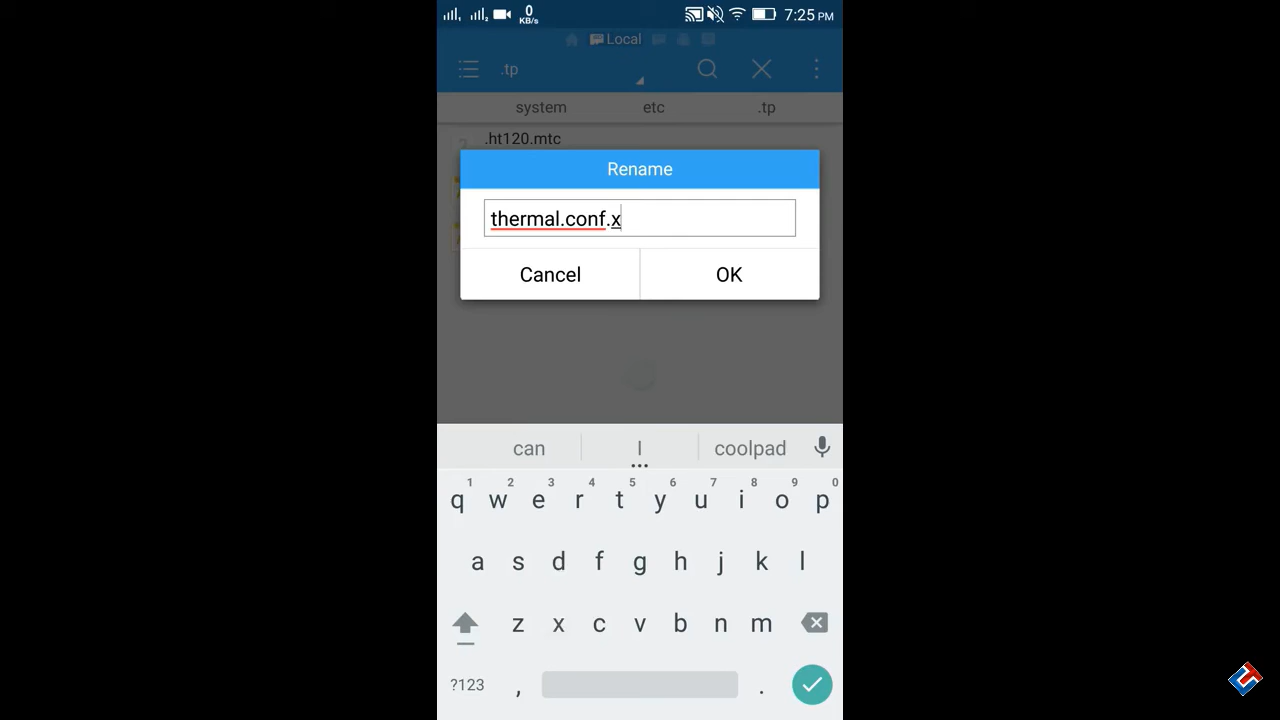 0
KB/s
7:25 PM
Local
.tp
system etc .tp
.ht120.mtc
Rename
thermal.conf.x
Cancel OK
can I coolpad
1 2 3 4 5 6 7 8 9 0
q w e r t y u i o p
a s d f g h j k l
z x c v b n m
?123 , .